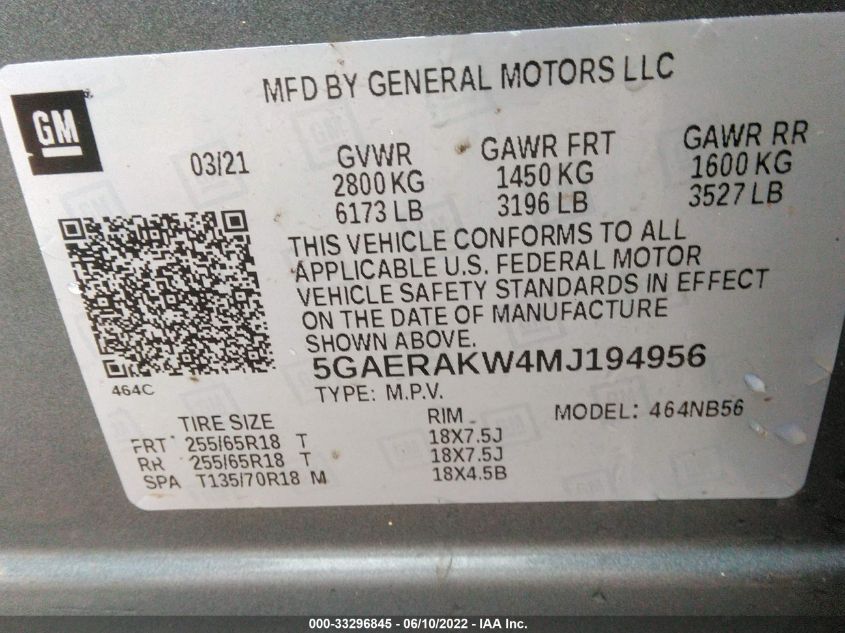 MFD BY GENERAL MOTORS LLC
GM
03/21
GVWR GAWR FRT GAWR RR
2800 KG 1450 KG 1600 KG
6173 LB 3196 LB 3527 LB
THIS VEHICLE CONFORMS TO ALL
APPLICABLE U.S. FEDERAL MOTOR
VEHICLE SAFETY STANDARDS IN EFFECT
ON THE DATE OF MANUFACTURE
SHOWN ABOVE.
464C
5GAERAKW4MJ194956
TYPE: M.P.V.
TIRE SIZE RIM MODEL: 464NB56
FRT 255/65R18 T 18X7.5J
RR 255/65R18 T 18X7.5J
SPA T135/70R18 M 18X4.5B
000-33296845 - 06/10/2022 - IAA Inc.